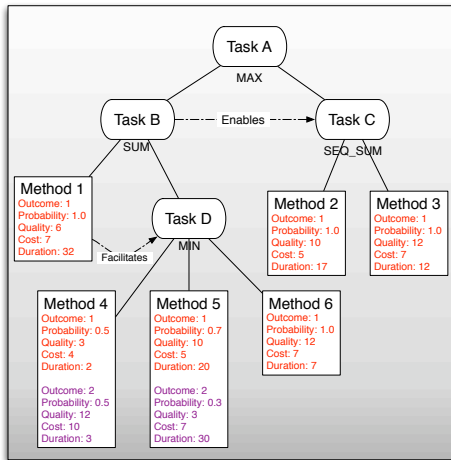 Task A
MAX
Task B
Enables
Task C
SUM
SEQ_SUM
Method 1
Outcome: 1
Probability: 1.0
Quality: 6
Cost: 7
Duration: 32
Method 2
Outcome: 1
Probability: 1.0
Quality: 10
Cost: 5
Duration: 17
Method 3
Outcome: 1
Probability: 1.0
Quality: 12
Cost: 7
Duration: 12
Task D
MIN
Facilitates
Method 4
Outcome: 1
Probability: 0.5
Quality: 3
Cost: 4
Duration: 2
Outcome: 2
Probability: 0.5
Quality: 12
Cost: 10
Duration: 3
Method 5
Outcome: 1
Probability: 0.7
Quality: 10
Cost: 5
Duration: 20
Outcome: 2
Probability: 0.3
Quality: 3
Cost: 7
Duration: 30
Method 6
Outcome: 1
Probability: 1.0
Quality: 12
Cost: 7
Duration: 7